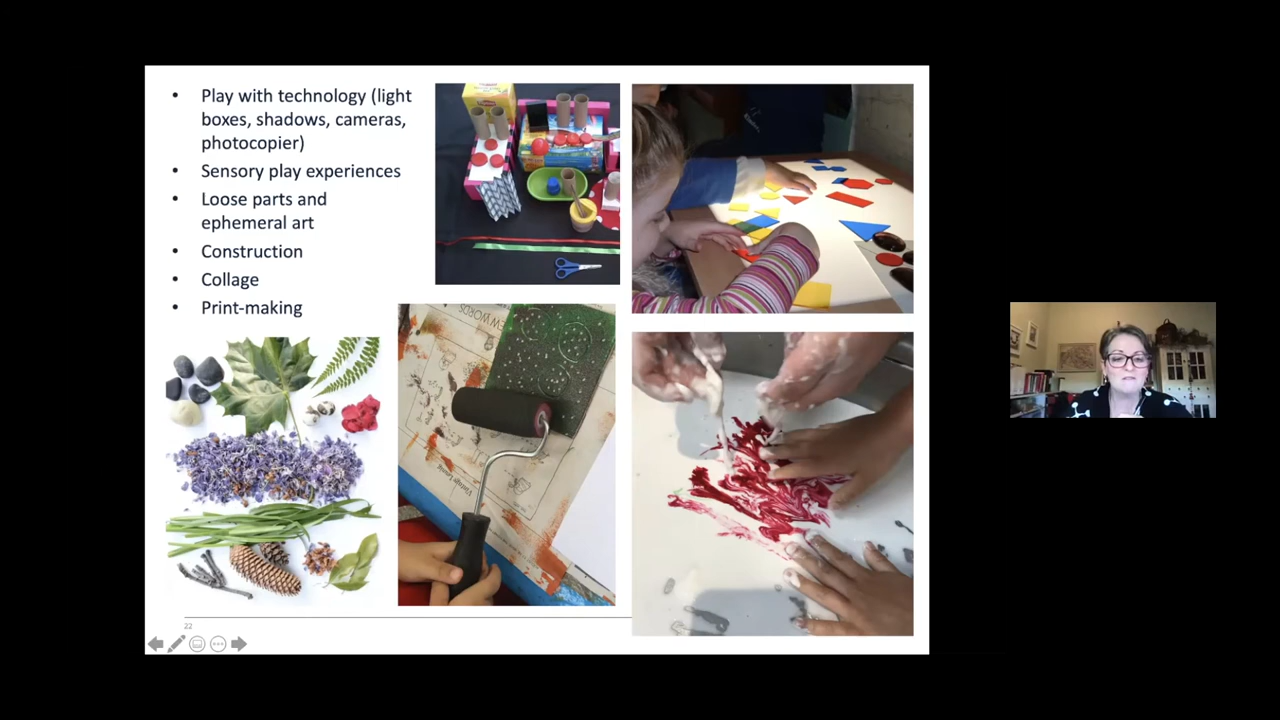 • Play with technology (light
boxes, shadows, cameras,
photocopier)
• Sensory play experiences
• Loose parts and
ephemeral art
• Construction
• Collage
• Print-making
22